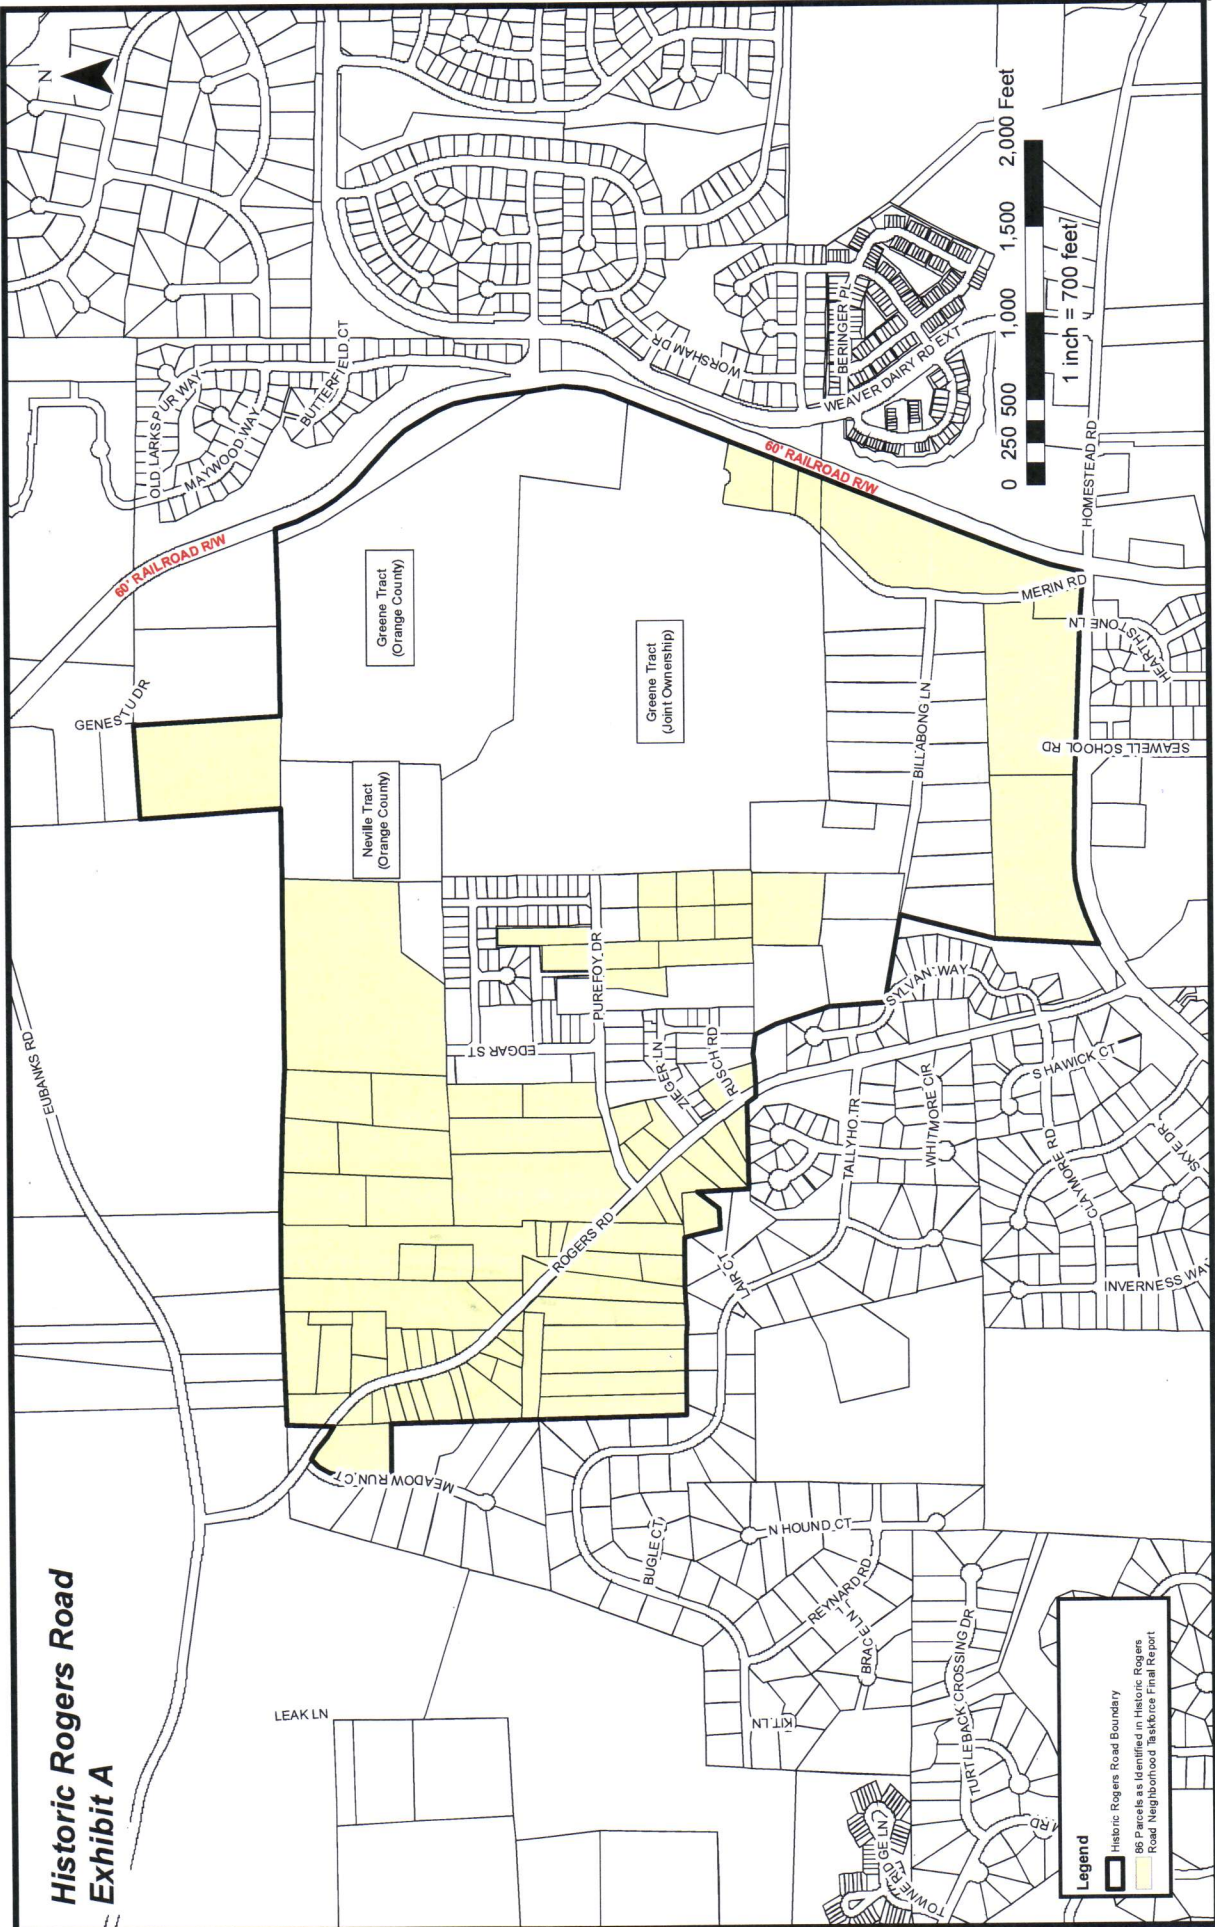 Historic Rogers Road
Exhibit A
N
EUBANKS RD
GENESTU DR
60' RAILROAD R/W
OLD LARKSPUR WAY
MAYWOOD WAY
BUTTERFIELD CT
LEAK LN
MEADOW RUN CT
Neville Tract
(Orange County)
Greene Tract
(Orange County)
ROGERS RD
EDGAR ST
PUREFOY DR
Greene Tract
(Joint Ownership)
ZIEGER LN
RUSCH RD
BUGLE CT
LAIR CT
WORSHAM DR
BERINGER PL
WEAVER DAIRY RD EXT
60' RAILROAD R/W
KIT LN
N HOUND CT
REYNARD RD
BRACE LN
TALLYHO TR
WHITMORE CIR
SYLVAN WAY
BILLABONG LN
MERIN RD
TOWNE RIDGE LN
TURTLEBACK CROSSING DR
S HAWICK CT
CLAYMORE RD
SKYE DR
INVERNESS WA
HEARTHSTONE LN
SEAWELL SCHOOL RD
HOMESTEAD RD
M RD
0 250 500 1,000 1,500 2,000 Feet
1 inch = 700 feet
Legend
Historic Rogers Road Boundary
86 Parcels as Identified in Historic Rogers
Road Neighborhood Taskforce Final Report